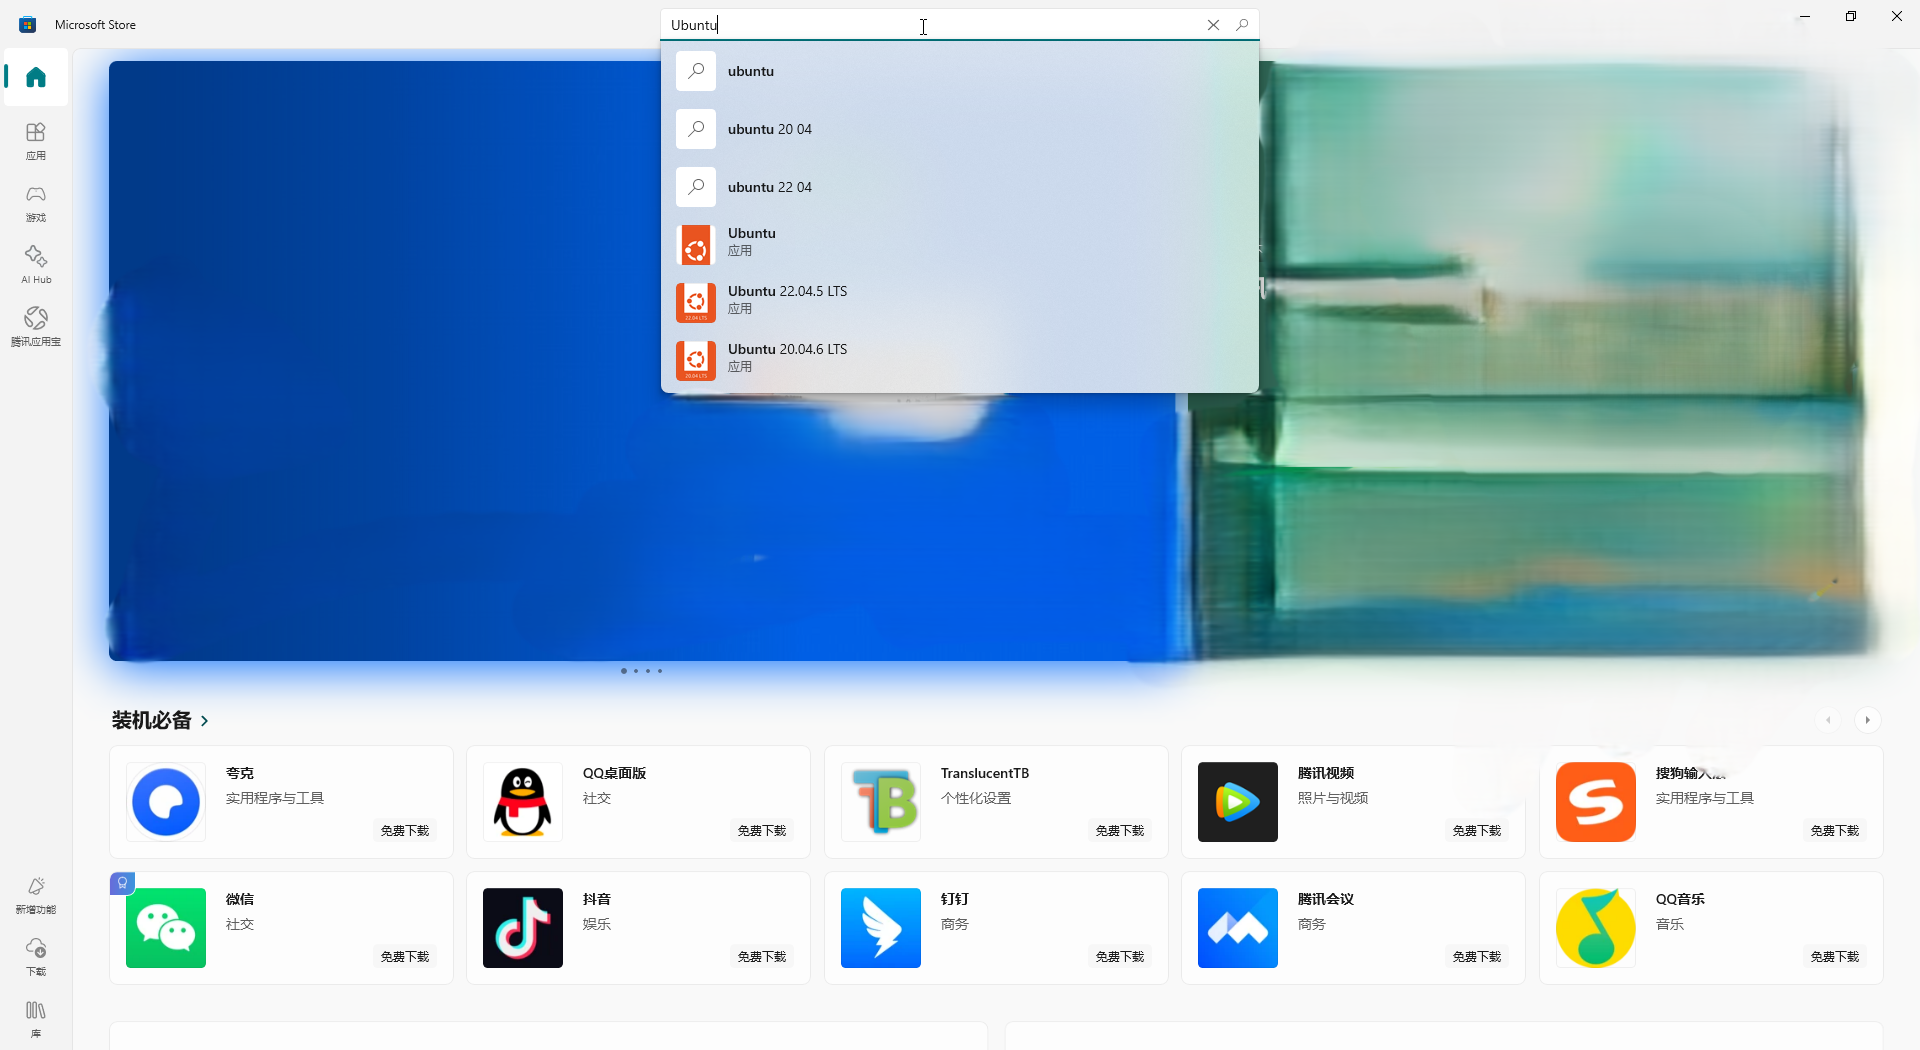 Microsoft Store
Ubuntu
ubuntu
ubuntu 20 04
ubuntu 22 04
Ubuntu
应用
Ubuntu 22.04.5 LTS
应用
Ubuntu 20.04.6 LTS
应用
应用
游戏
AI Hub
腾讯应用宝
装机必备
夸克
实用程序与工具
免费下载
QQ桌面版
社交
免费下载
TranslucentTB
个性化设置
免费下载
腾讯视频
照片与视频
免费下载
搜狗输入法
实用程序与工具
免费下载
微信
社交
免费下载
抖音
娱乐
免费下载
钉钉
商务
免费下载
腾讯会议
商务
免费下载
QQ音乐
音乐
免费下载
新增功能
下载
库